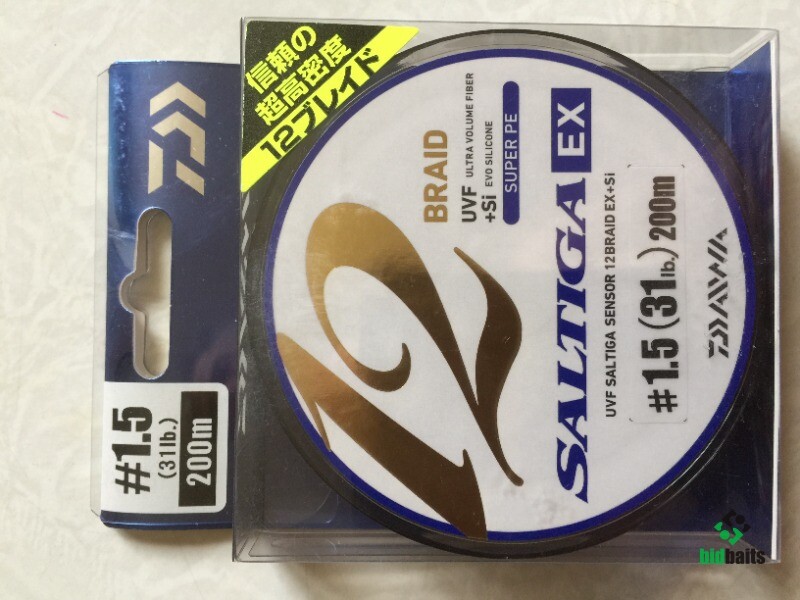 信頼の
超高密度
12ブレイド
12
BRAID
UVF ULTRA VOLUME FIBER
+Si EVO SILICONE
SUPER PE
SALTIGA EX
UVF SALTIGA SENSOR 12BRAID EX+Si
#1.5 (31lb.) 200m
DAIWA
#1.5
(31lb.)
200m
bidbaits